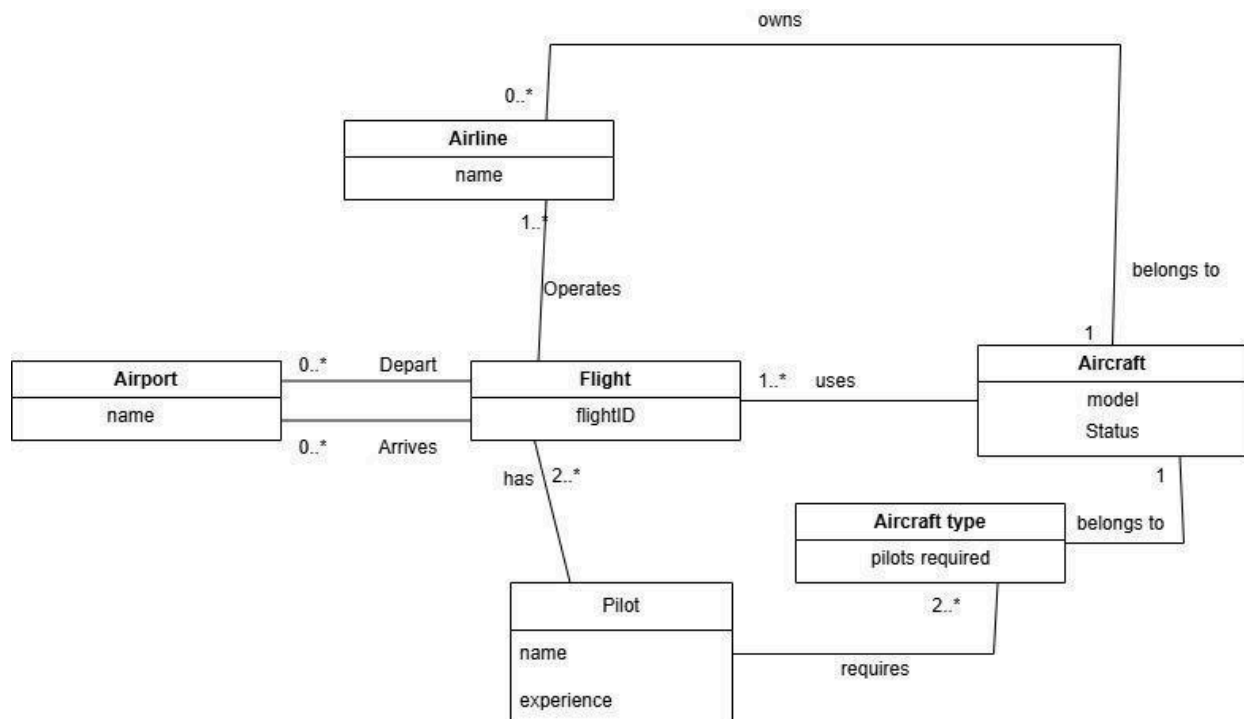 owns
0..*
Airline
name
1..*
Operates
belongs to
1
0..* Depart
Airport
name
0..* Arrives
Flight
flightID
1..* uses
Aircraft
model
Status
has 2..*
1
Aircraft type
pilots required
belongs to
2..*
Pilot
name
experience
requires